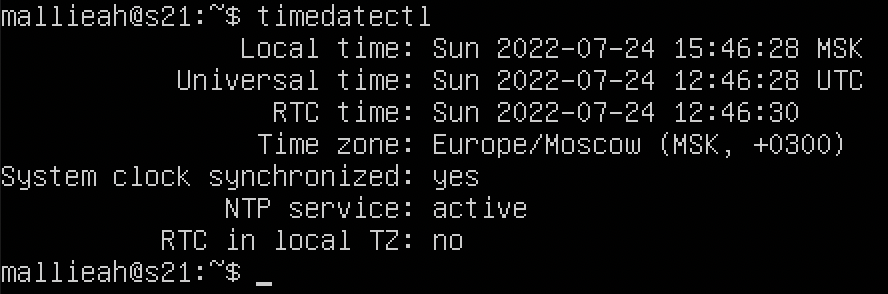 mallieah@s21:~$ timedatectl
Local time: Sun 2022-07-24 15:46:28 MSK
Universal time: Sun 2022-07-24 12:46:28 UTC
RTC time: Sun 2022-07-24 12:46:30
Time zone: Europe/Moscow (MSK, +0300)
System clock synchronized: yes
NTP service: active
RTC in local TZ: no
mallieah@s21:~$ _